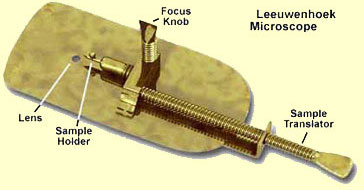 Focus
Knob
Leeuwenhoek
Microscope
Lens
Sample
Holder
Sample
Translator